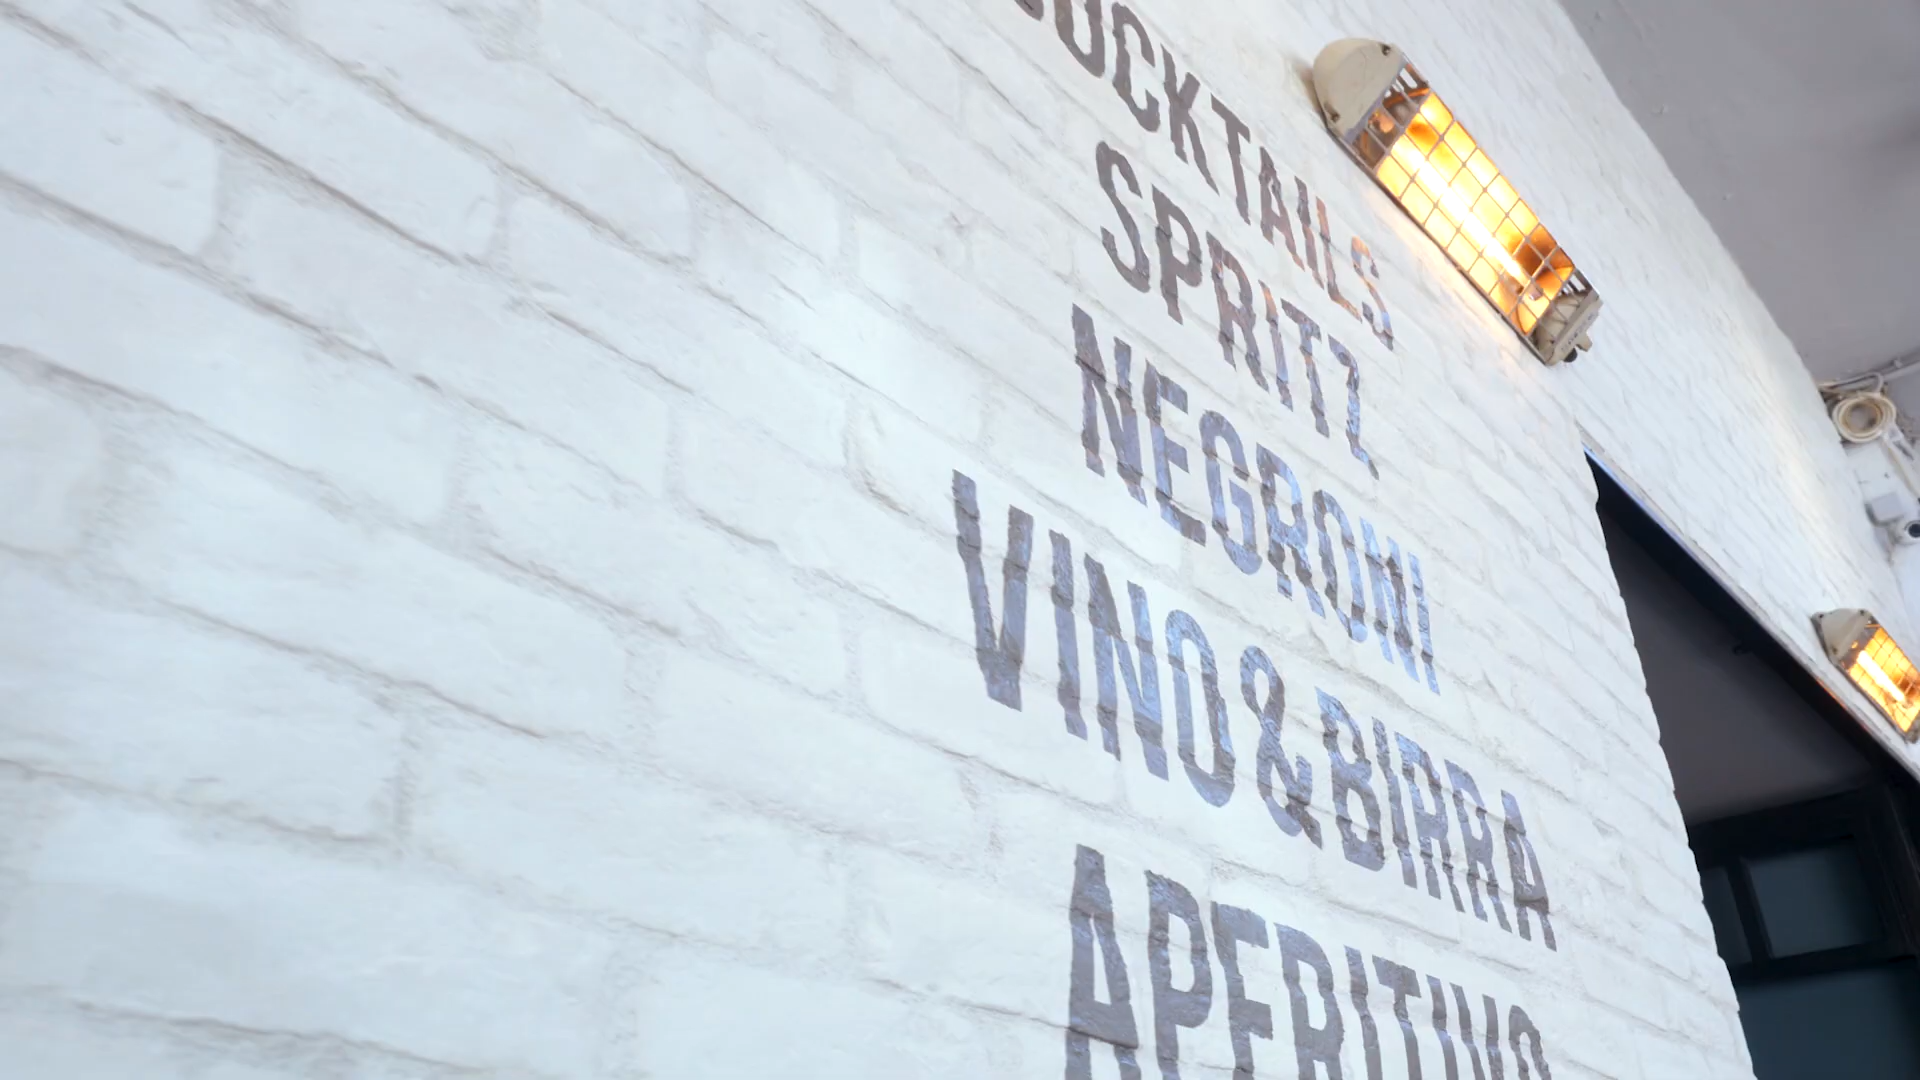 COCKTAILS
SPRITZ
NEGRONI
VINO & BIRRA
APERITIVO